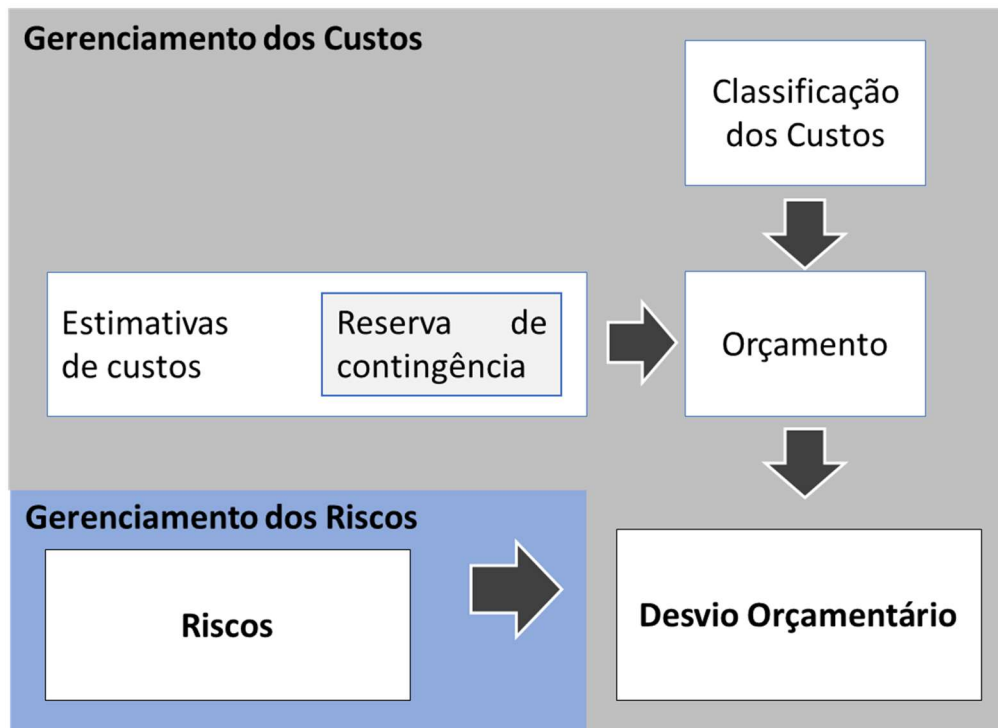 Gerenciamento dos Custos
Classificação
dos Custos
Estimativas
de custos
Reserva de
contingência
Orçamento
Gerenciamento dos Riscos
Riscos
Desvio Orçamentário